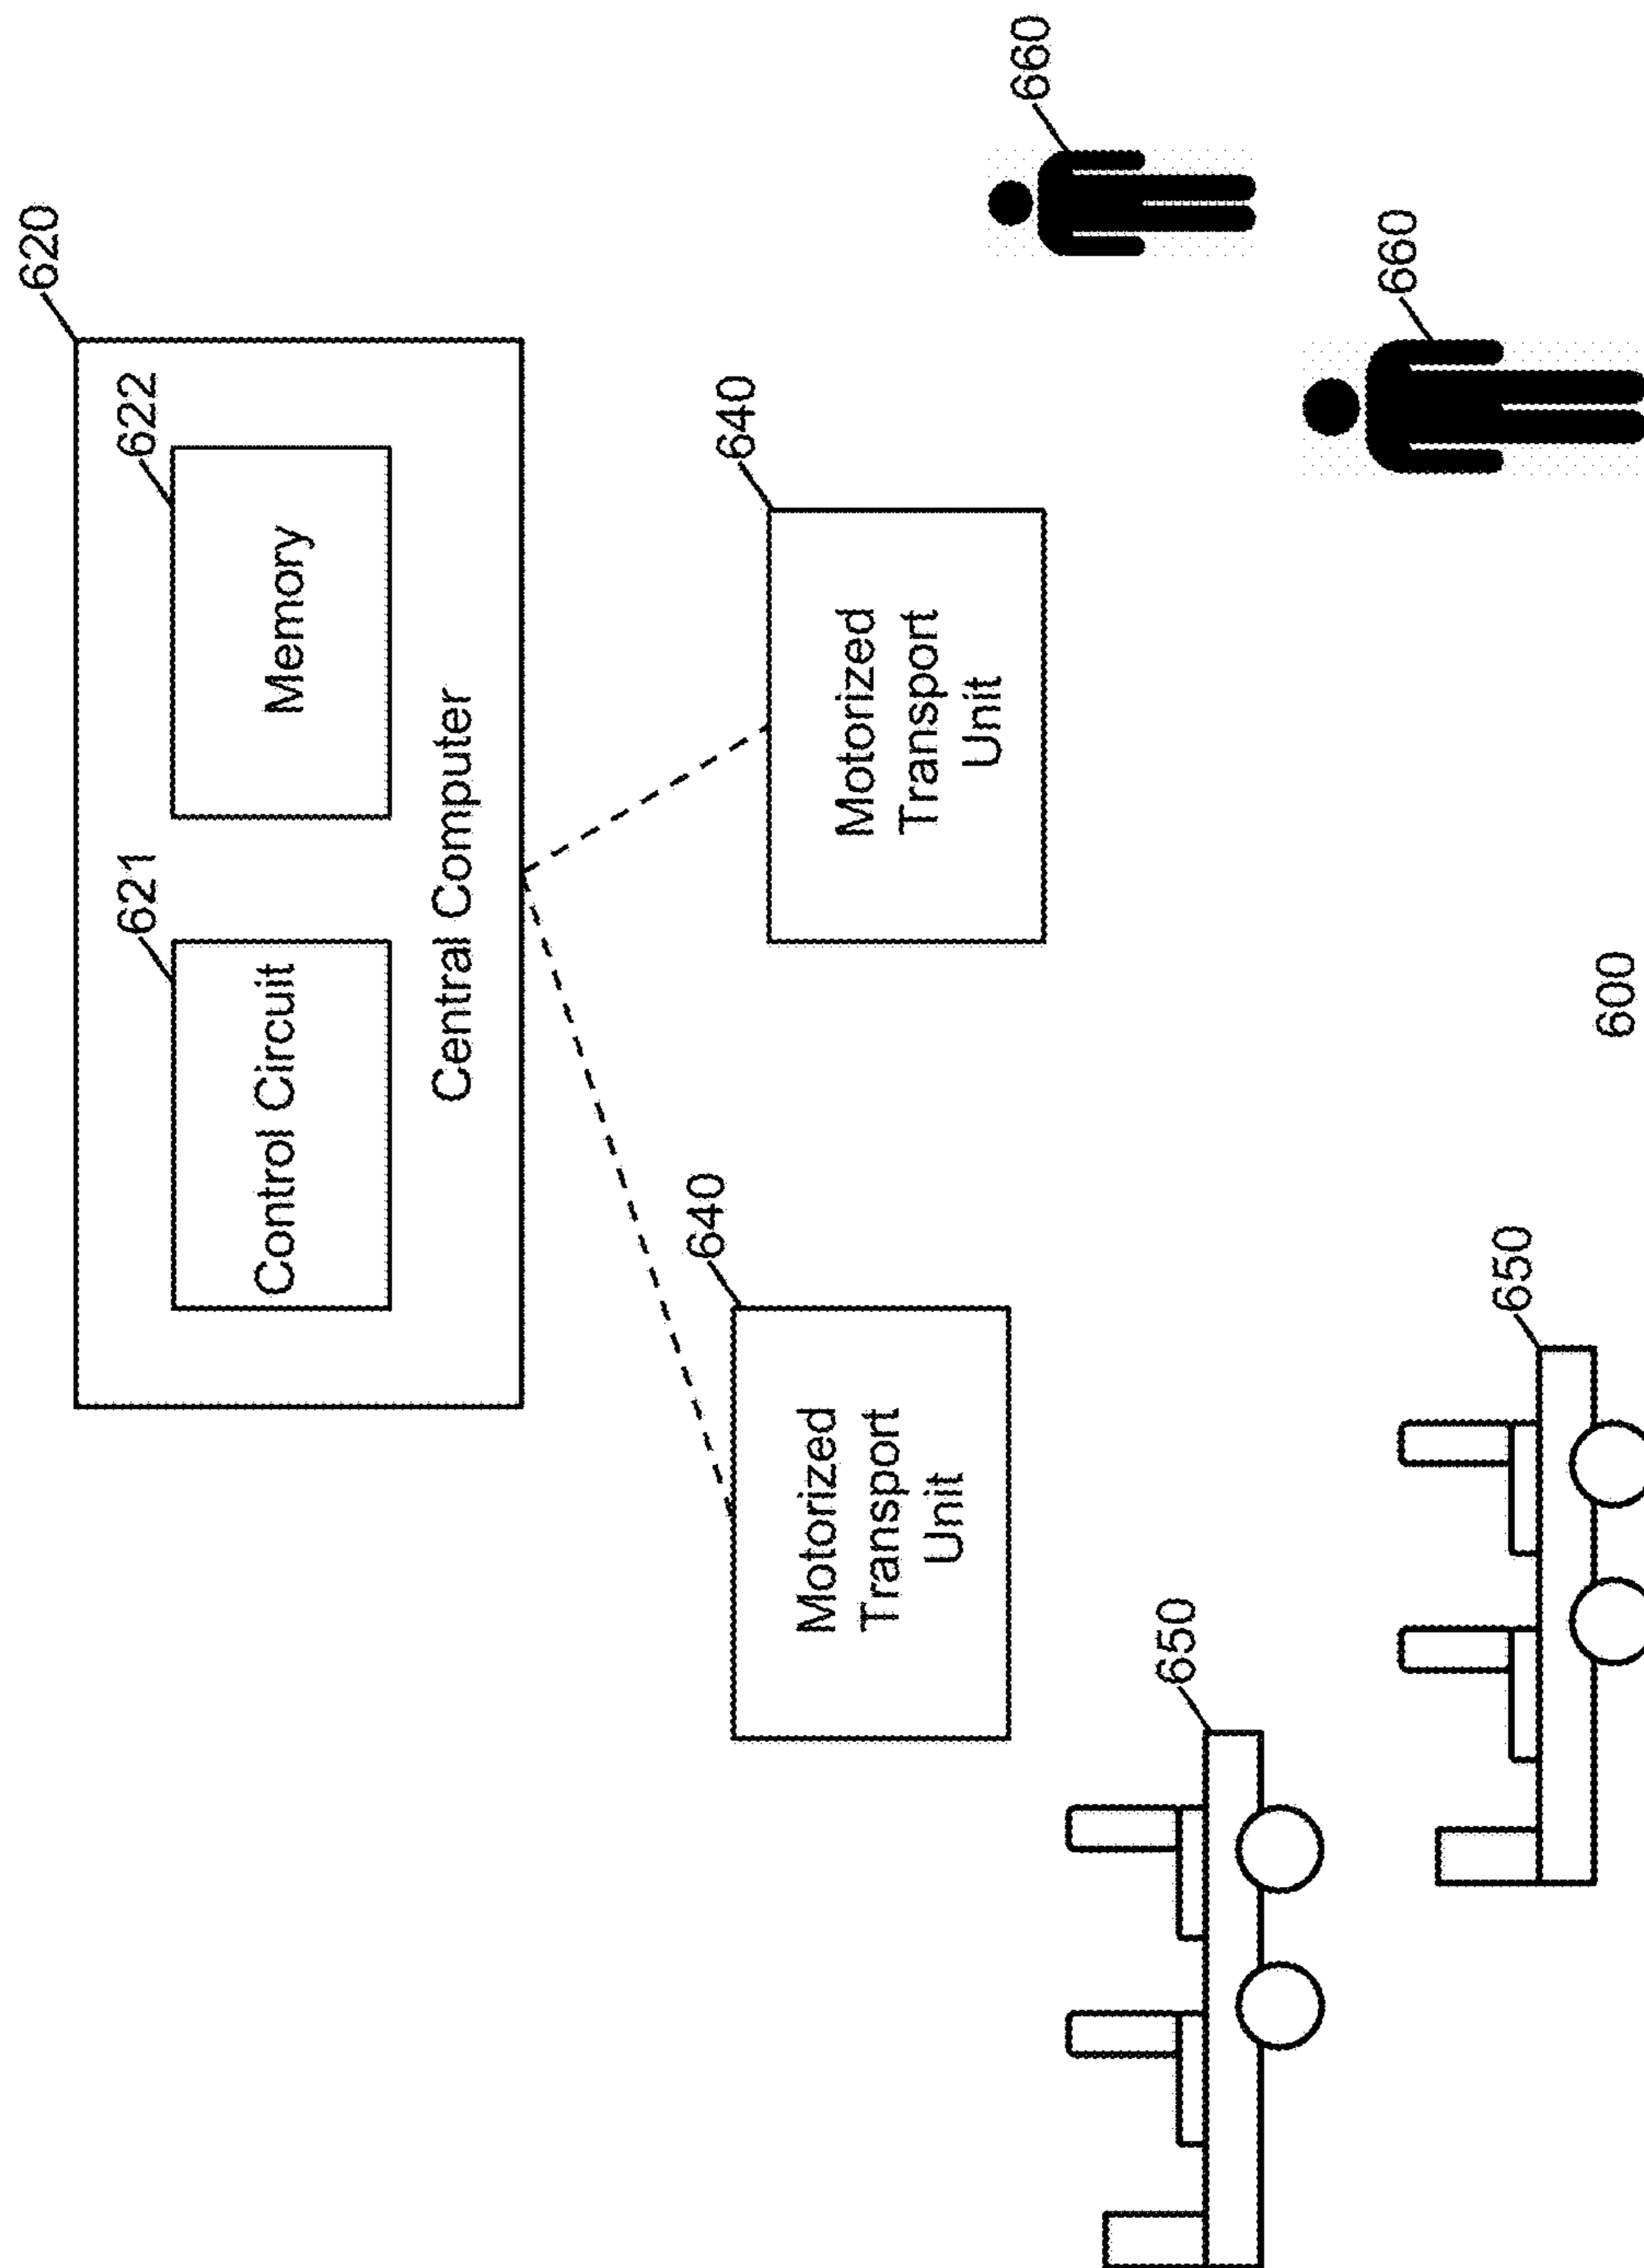 620
621
622
Control Circuit
Memory
Central Computer
640
640
Motorized
Transport
Unit
Motorized
Transport
Unit
650
650
660
660
600